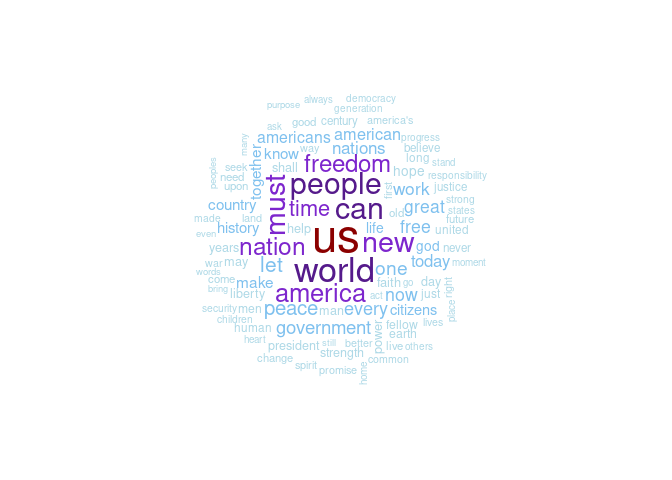 always democracy
purpose generation
ask good century america's
many americans american progress
know way nations believe
together shall freedom long stand
peoples seek need hope responsibility
upon people first work justice
country must time can old great strong
made land states
history help life free future
even us united
years nation new god never
war may let world one today moment
words come make faith go day right
bring liberty america act now just
security men peace man every citizens place
children human government power fellow lives
heart president still better earth
change strength live others
spirit promise home common